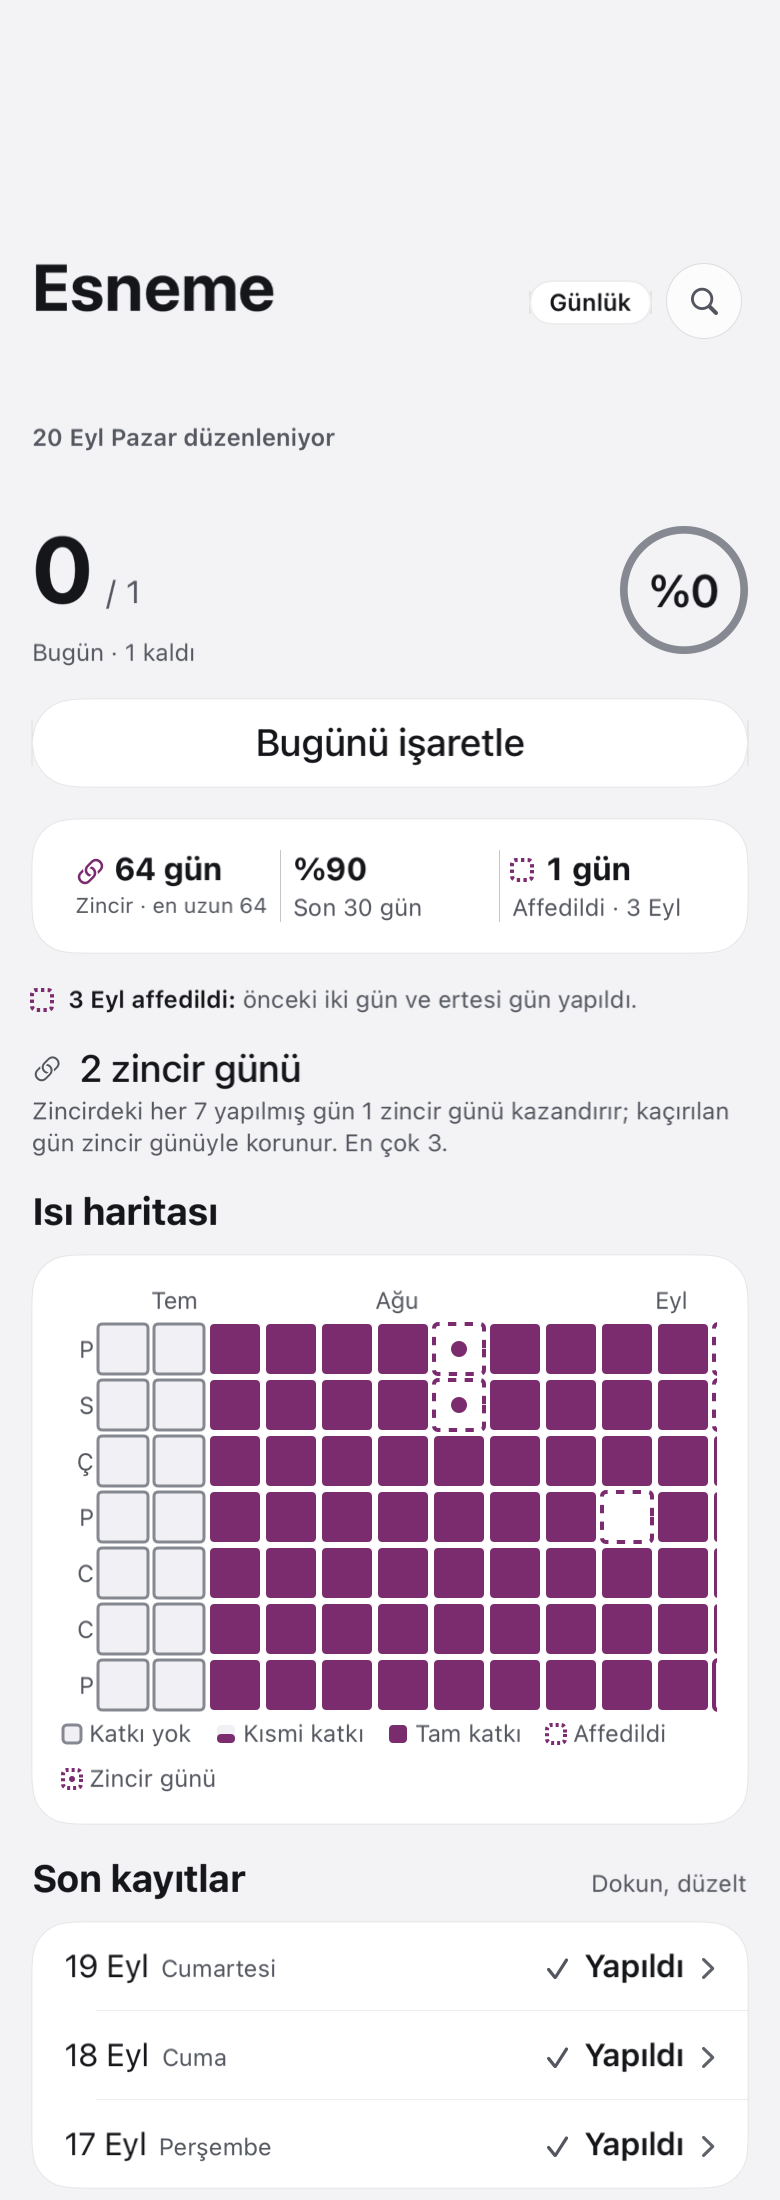 Esneme
Günlük
20 Eyl Pazar düzenleniyor
0 / 1
%0
Bugün · 1 kaldı
Bugünü işaretle
64 gün
Zincir · en uzun 64
%90
Son 30 gün
1 gün
Affedildi · 3 Eyl
3 Eyl affedildi: önceki iki gün ve ertesi gün yapıldı.
2 zincir günü
Zincirdeki her 7 yapılmış gün 1 zincir günü kazandırır; kaçırılan
gün zincir günüyle korunur. En çok 3.
Isı haritası
Tem Ağu Eyl
P
S
Ç
P
C
C
P
Katkı yok Kısmi katkı Tam katkı Affedildi
Zincir günü
Son kayıtlar
Dokun, düzelt
19 Eyl Cumartesi Yapıldı
18 Eyl Cuma Yapıldı
17 Eyl Perşembe Yapıldı